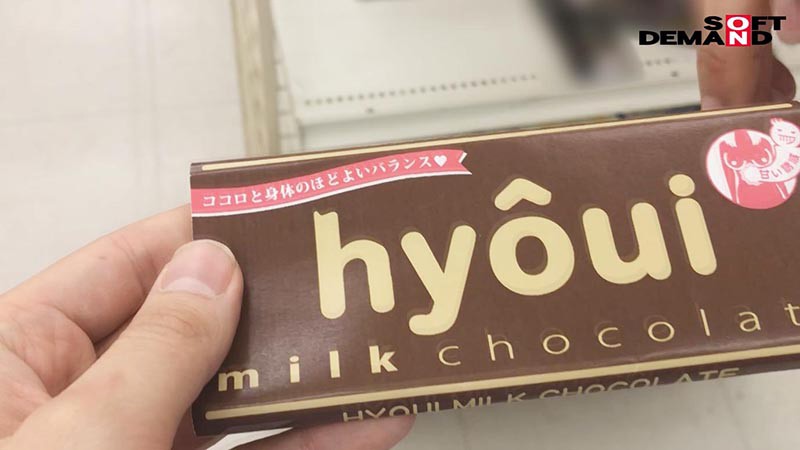 SOFT
ON
DEMAND
ココロと身体のほどよいバランス♥
hyôui
milk chocolat
HYOUI MILK CHOCOLATE
甘い誘惑